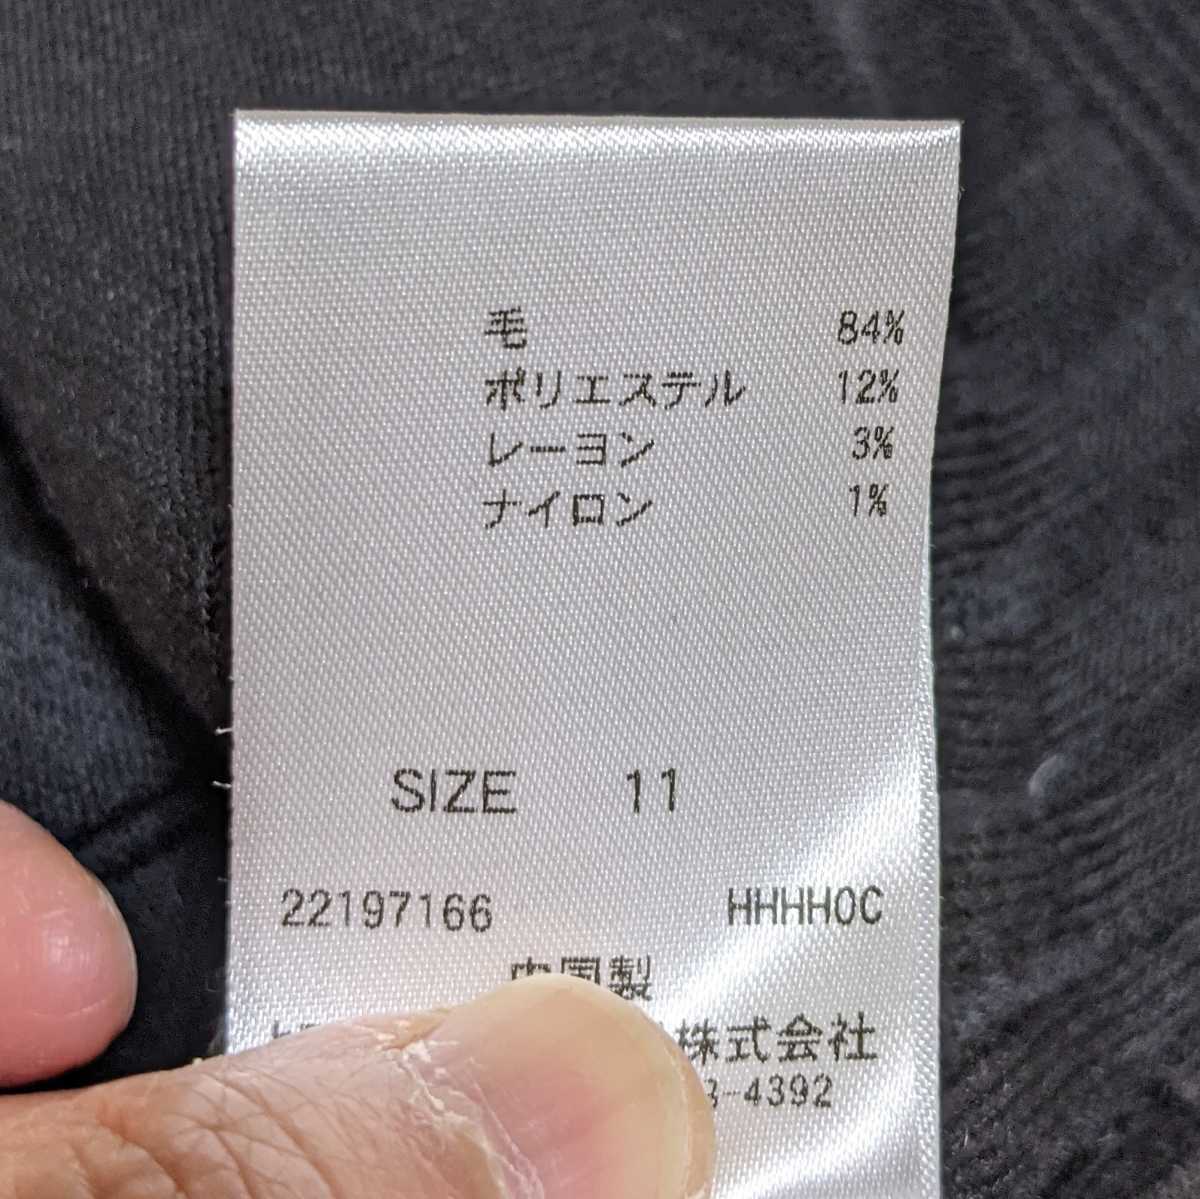 毛 84%
ポリエステル 12%
レーヨン 3%
ナイロン 1%
SIZE 11
22197166 HHHH0C
中国製
株式会社
-4392